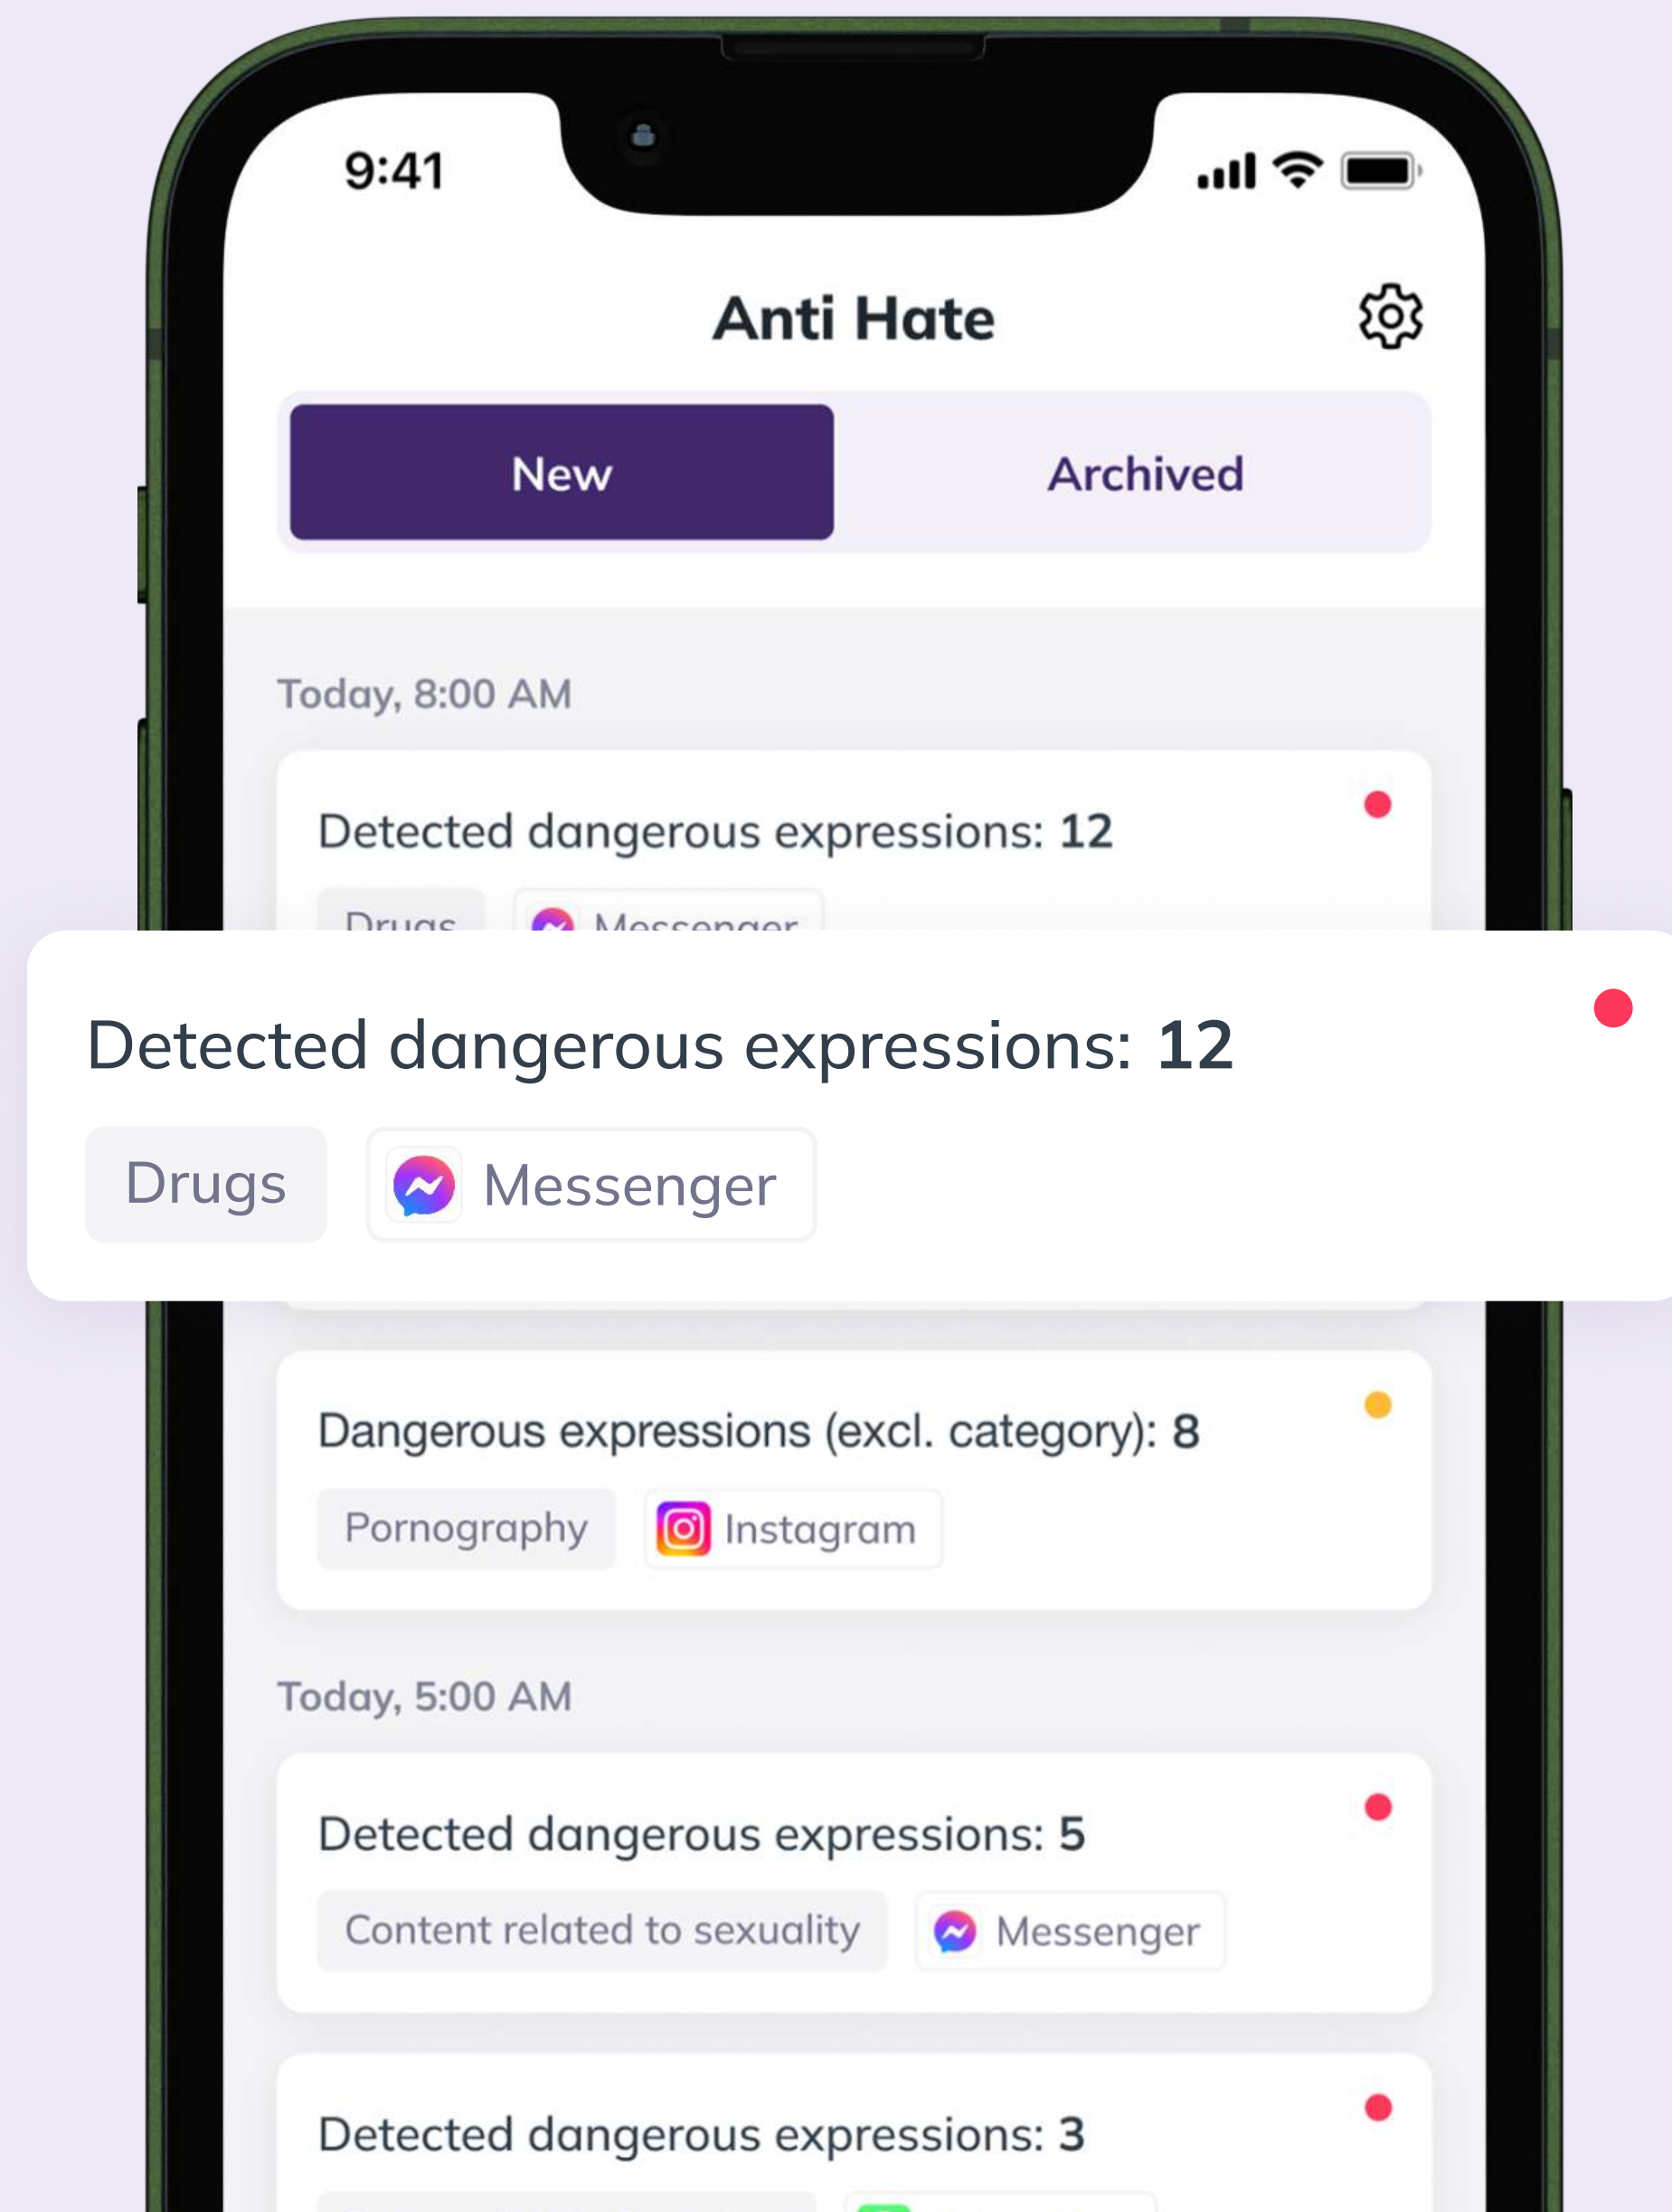 9:41
Anti Hate
New
Archived
Today, 8:00 AM
Detected dangerous expressions: 12
Drugs
Messenger
Detected dangerous expressions: 12
Drugs
Messenger
Dangerous expressions (excl. category): 8
Pornography
Instagram
Today, 5:00 AM
Detected dangerous expressions: 5
Content related to sexuality
Messenger
Detected dangerous expressions: 3